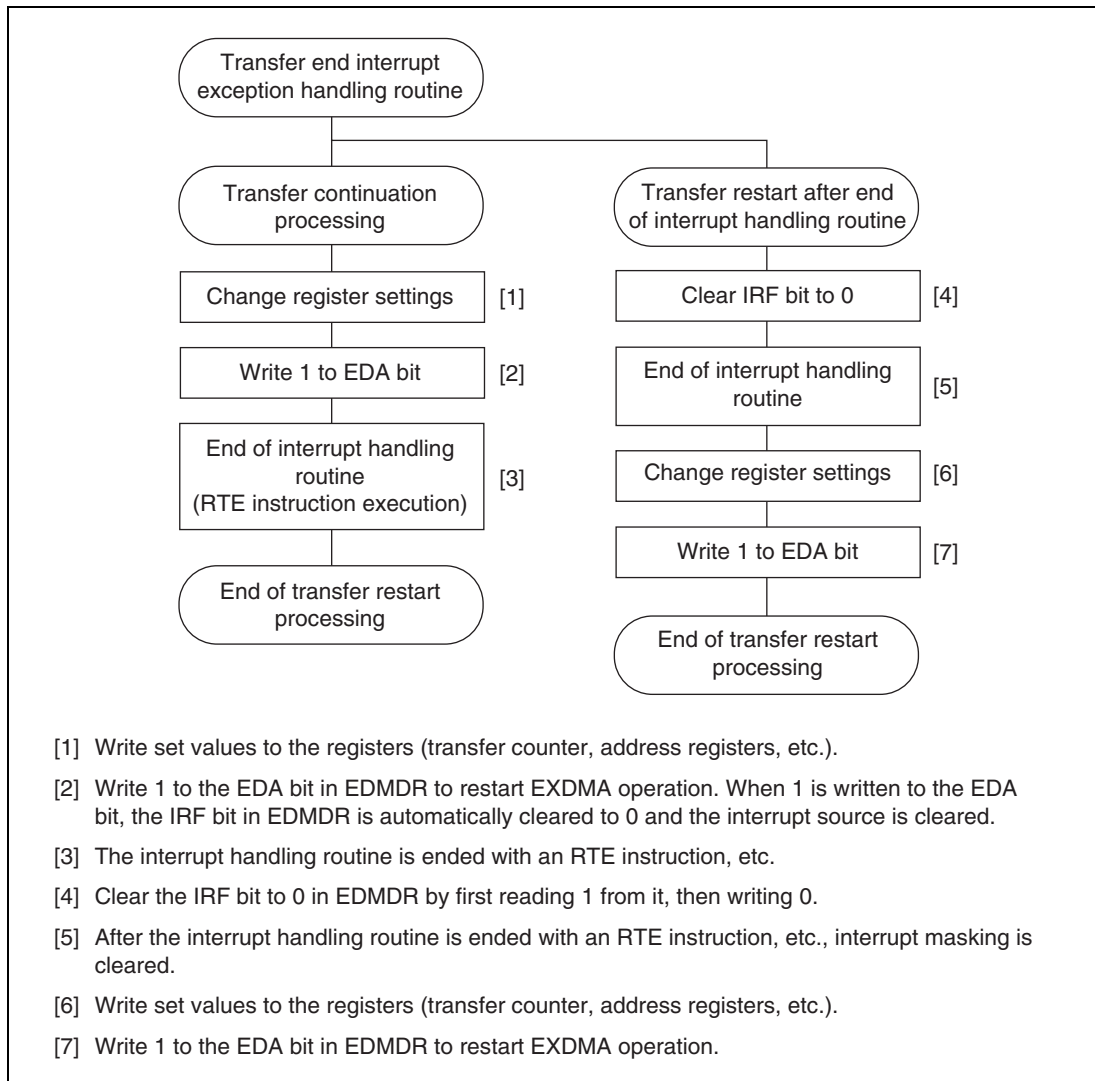 Transfer end interrupt
exception handling routine
Transfer continuation
processing
Change register settings [1]
Write 1 to EDA bit [2]
End of interrupt handling
routine
(RTE instruction execution) [3]
End of transfer restart
processing
Transfer restart after end
of interrupt handling routine
Clear IRF bit to 0 [4]
End of interrupt handling
routine [5]
Change register settings [6]
Write 1 to EDA bit [7]
End of transfer restart
processing
[1] Write set values to the registers (transfer counter, address registers, etc.).
[2] Write 1 to the EDA bit in EDMDR to restart EXDMA operation. When 1 is written to the EDA
bit, the IRF bit in EDMDR is automatically cleared to 0 and the interrupt source is cleared.
[3] The interrupt handling routine is ended with an RTE instruction, etc.
[4] Clear the IRF bit to 0 in EDMDR by first reading 1 from it, then writing 0.
[5] After the interrupt handling routine is ended with an RTE instruction, etc., interrupt masking is
cleared.
[6] Write set values to the registers (transfer counter, address registers, etc.).
[7] Write 1 to the EDA bit in EDMDR to restart EXDMA operation.